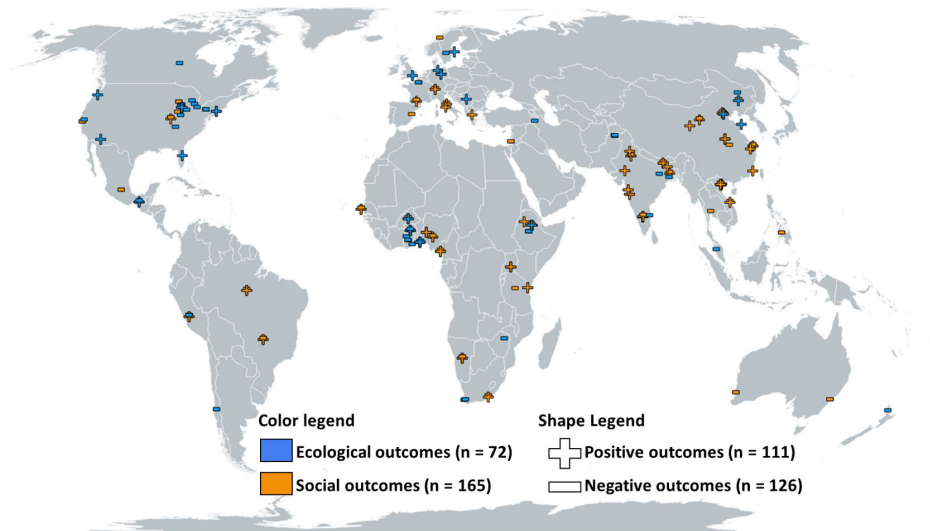 Color legend
Ecological outcomes (n = 72)
Social outcomes (n = 165)
Shape Legend
Positive outcomes (n = 111)
Negative outcomes (n = 126)